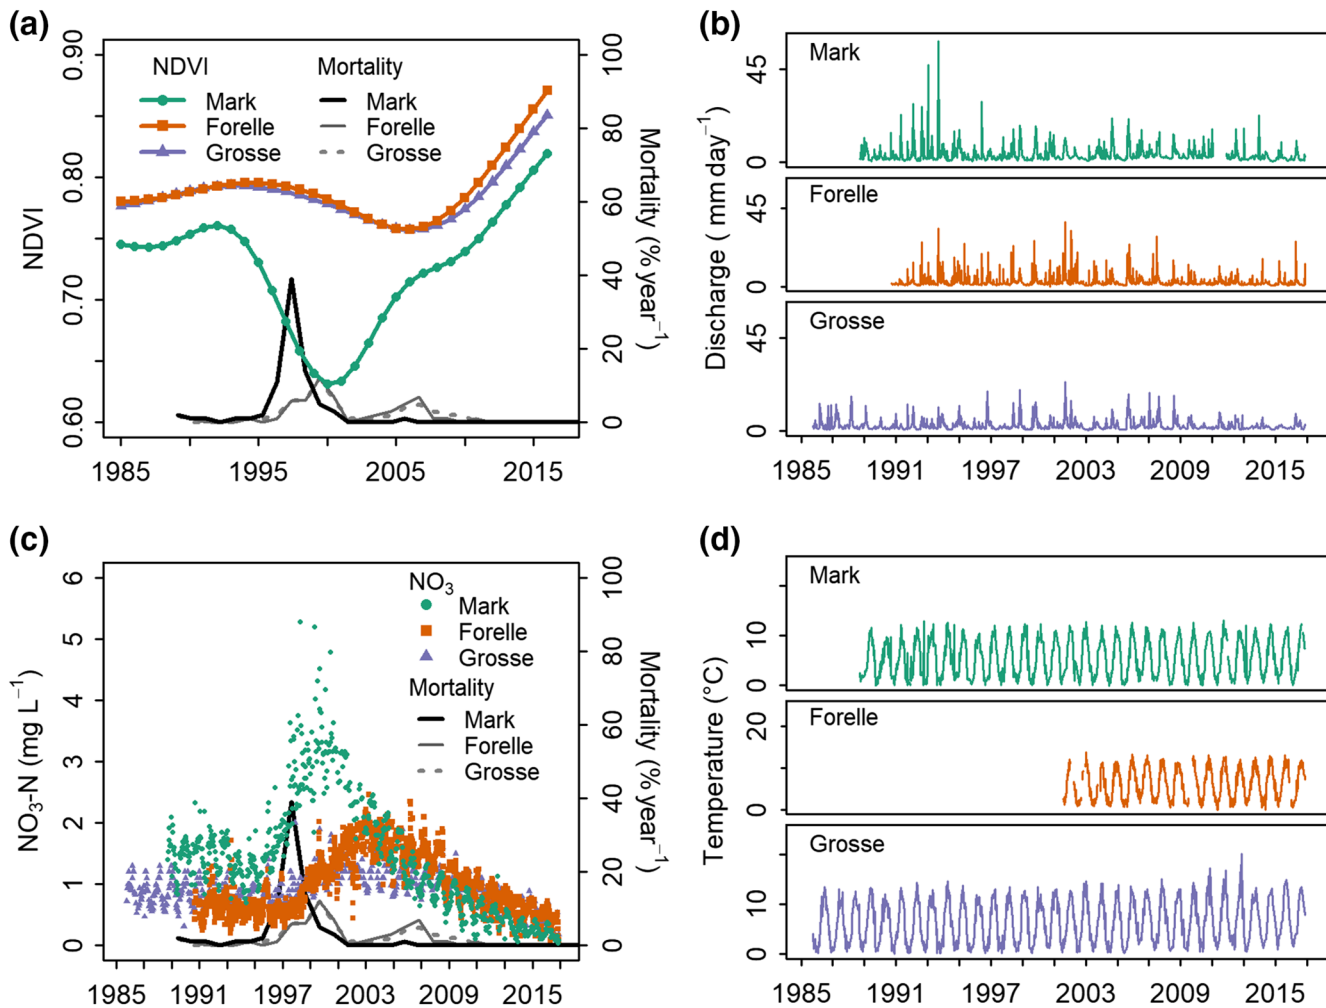 (a)
NDVI Mortality
Mark Mark
Forelle Forelle
Grosse Grosse
0.90
0.80
0.70
0.60
NDVI
100
80
60
40
20
0
Mortality (% year⁻¹)
1985 1995 2005 2015
(b)
Mark
45
0
Forelle
45
0
Grosse
45
0
Discharge ( mm day⁻¹)
1985 1991 1997 2003 2009 2015
(c)
NO₃
Mark
Forelle
Grosse
Mortality
Mark
Forelle
Grosse
6
5
4
3
2
1
0
NO₃-N (mg L⁻¹)
100
80
60
40
20
0
Mortality (% year⁻¹)
1985 1991 1997 2003 2009 2015
(d)
Mark
10
0
Forelle
20
0
Grosse
10
0
Temperature (°C)
1985 1991 1997 2003 2009 2015